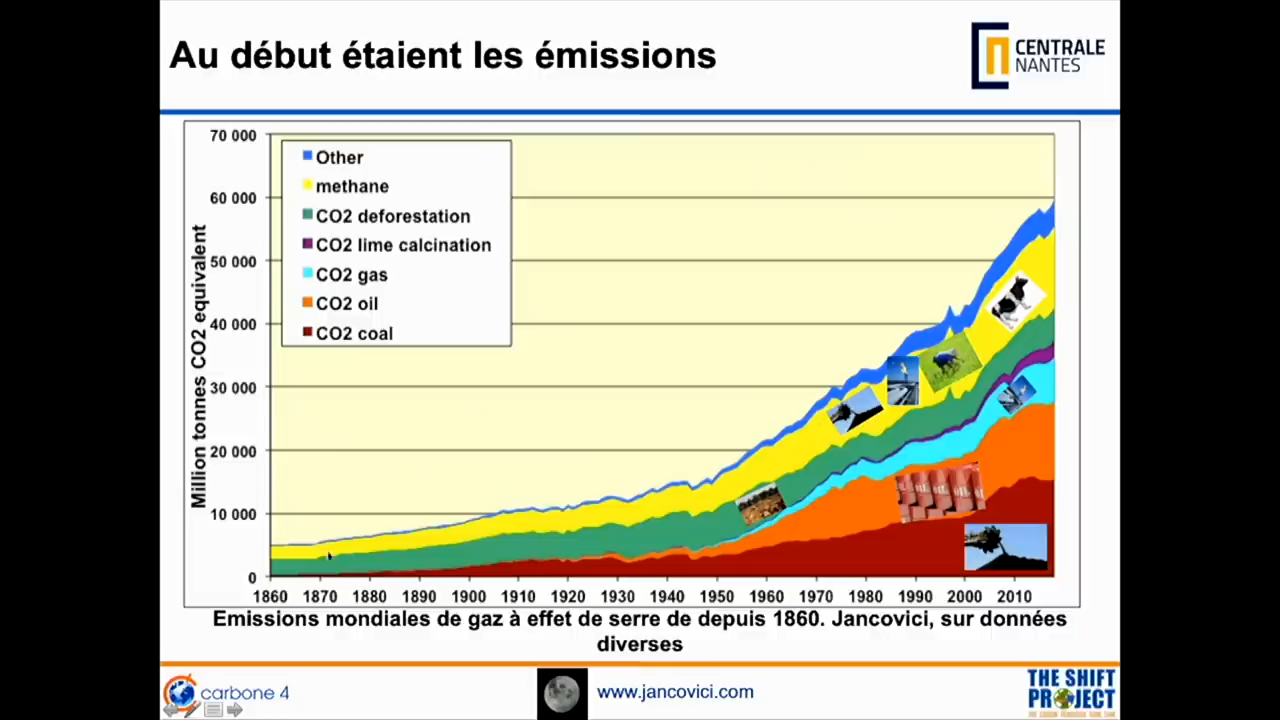 Au début étaient les émissions
CENTRALE
NANTES
70 000
60 000
50 000
40 000
30 000
20 000
10 000
0
Million tonnes CO2 equivalent
Other
methane
CO2 deforestation
CO2 lime calcination
CO2 gas
CO2 oil
CO2 coal
1860 1870 1880 1890 1900 1910 1920 1930 1940 1950 1960 1970 1980 1990 2000 2010
Emissions mondiales de gaz à effet de serre de depuis 1860. Jancovici, sur données
diverses
carbone 4
www.jancovici.com
THE SHIFT
PROJECT